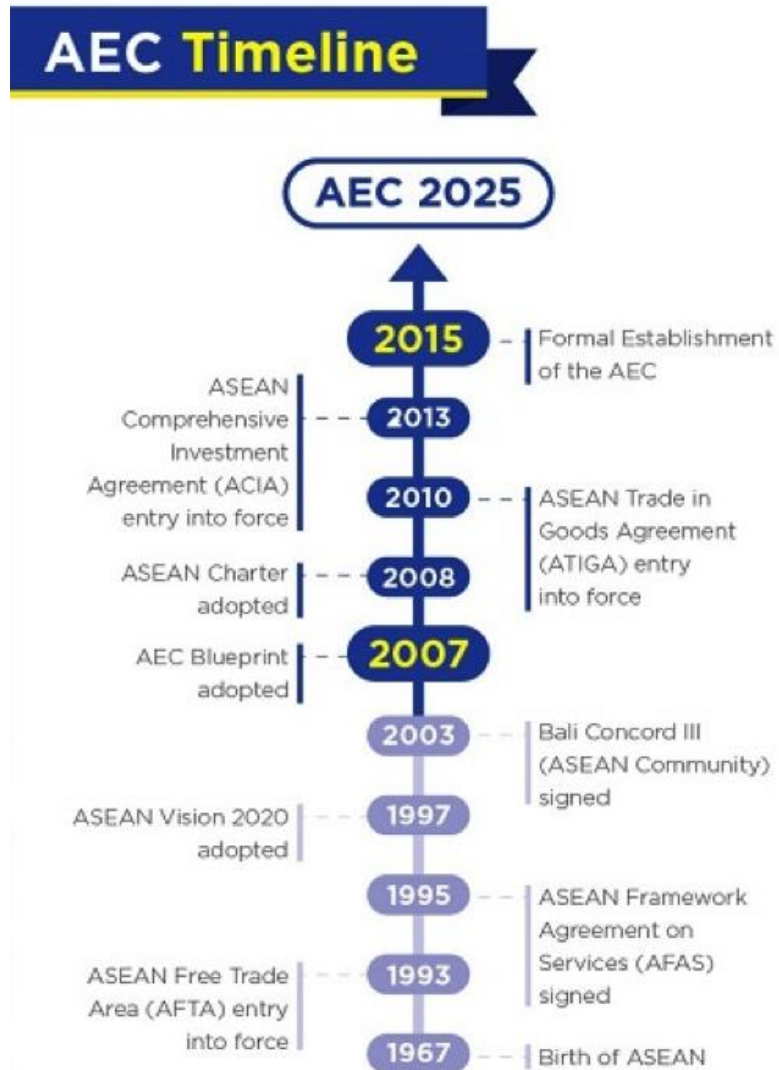 AEC Timeline
AEC 2025
2015
Formal Establishment
of the AEC
2013
ASEAN
Comprehensive
Investment
Agreement (ACIA)
entry into force
2010
ASEAN Trade in
Goods Agreement
(ATIGA) entry
into force
2008
ASEAN Charter
adopted
2007
AEC Blueprint
adopted
2003
Bali Concord III
(ASEAN Community)
signed
1997
ASEAN Vision 2020
adopted
1995
ASEAN Framework
Agreement on
Services (AFAS)
signed
1993
ASEAN Free Trade
Area (AFTA) entry
into force
1967
Birth of ASEAN